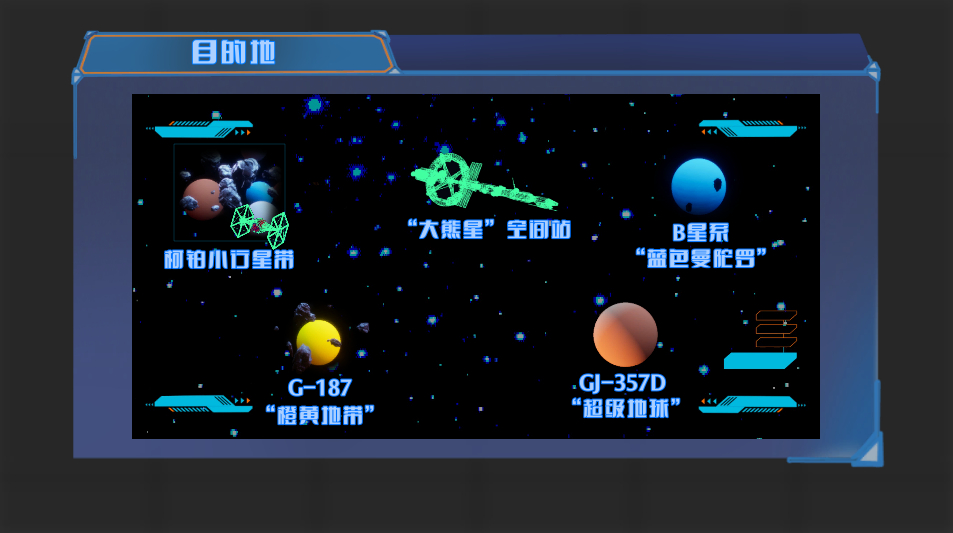 目的地
“大熊星”空间站
柯铂小行星带
B星系
“蓝色曼陀罗”
G-187
“橙黄地带”
GJ-357D
“超级地球”